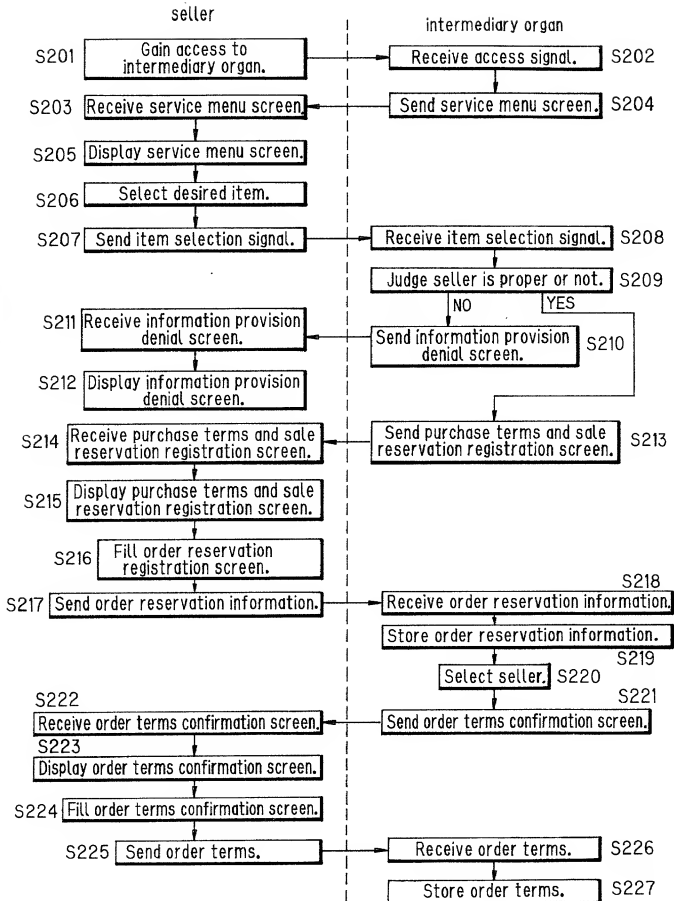 seller
intermediary organ
S201
Gain access to
intermediary organ.
Receive access signal.
S202
S203
Receive service menu screen.
Send service menu screen.
S204
S205
Display service menu screen.
S206
Select desired item.
S207
Send item selection signal.
Receive item selection signal.
S208
Judge seller is proper or not.
S209
NO
YES
S211
Receive information provision
denial screen.
Send information provision
denial screen.
S210
S212
Display information provision
denial screen.
S214
Receive purchase terms and sale
reservation registration screen.
Send purchase terms and sale
reservation registration screen.
S213
S215
Display purchase terms and sale
reservation registration screen.
S216
Fill order reservation
registration screen.
S217
Send order reservation information.
S218
Receive order reservation information.
Store order reservation information.
S219
Select seller.
S220
S221
S222
Receive order terms confirmation screen.
Send order terms confirmation screen.
S223
Display order terms confirmation screen.
S224
Fill order terms confirmation screen.
S225
Send order terms.
Receive order terms.
S226
Store order terms.
S227